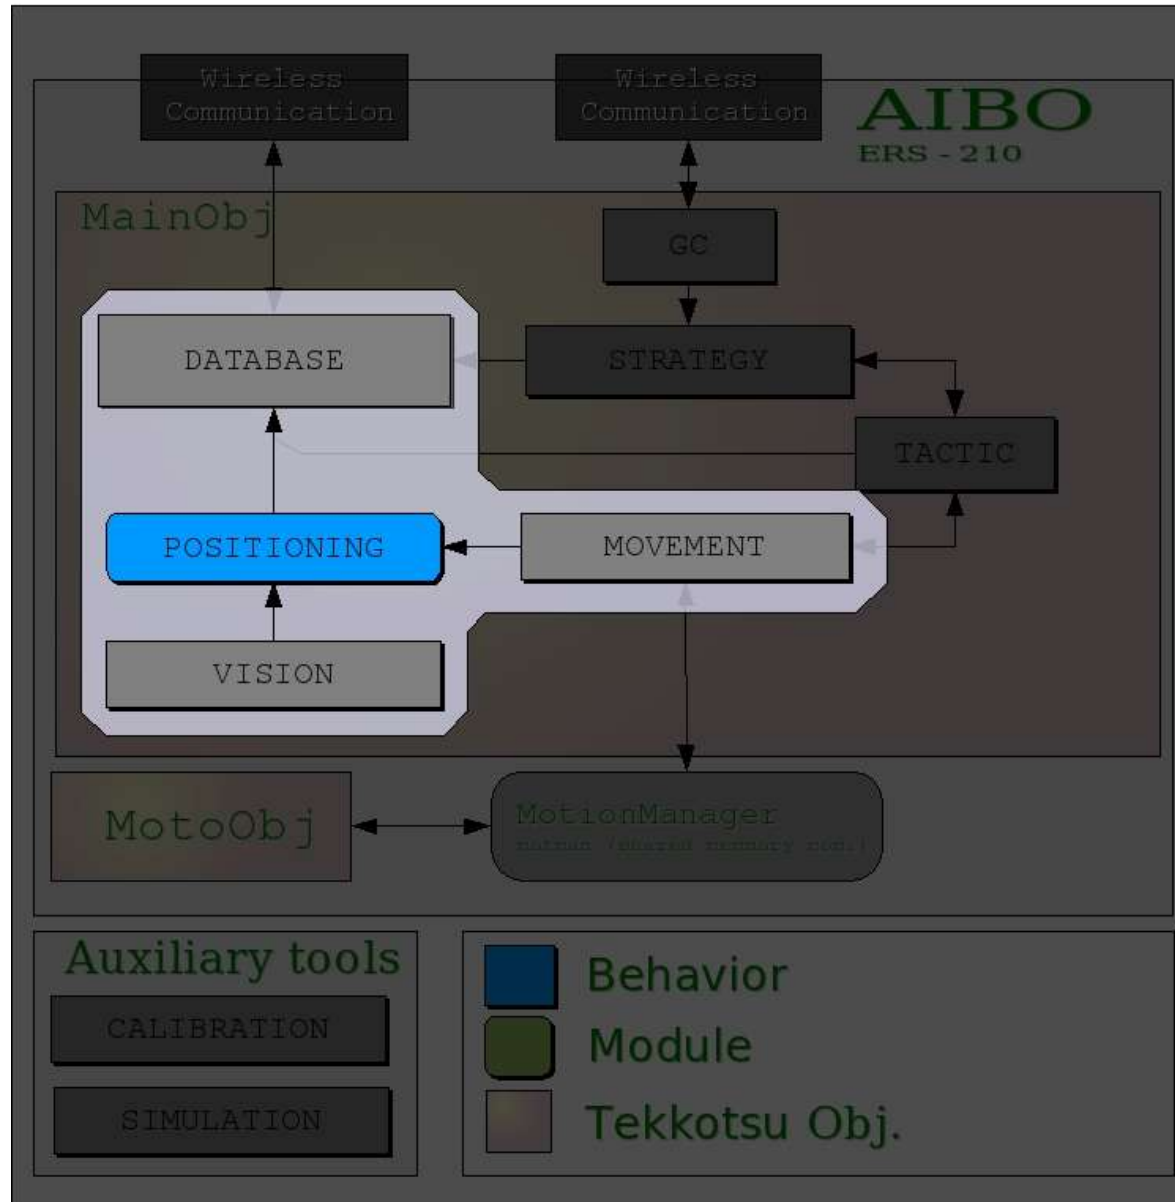 Wireless
Communication
Wireless
Communication
AIBO
ERS - 210
MainObj
GC
DATABASE
STRATEGY
TACTIC
POSITIONING
MOVEMENT
VISION
MotoObj
MotionManager
Auxiliary tools
CALIBRATION
SIMULATION
Behavior
Module
Tekkotsu Obj.